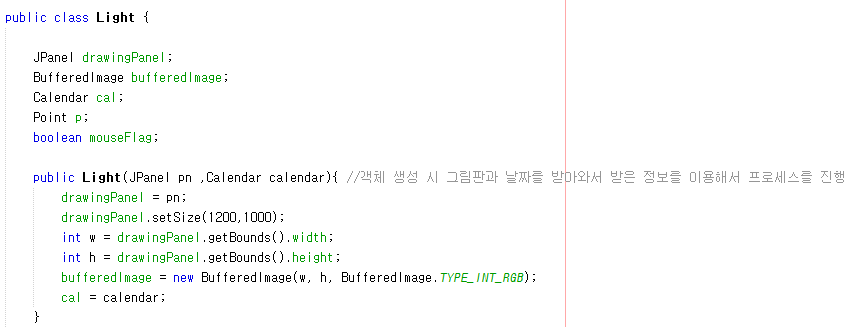 public class Light {
JPanel drawingPanel;
BufferedImage bufferedImage;
Calendar cal;
Point p;
boolean mouseFlag;
public Light(JPanel pn ,Calendar calendar){ //객체 생성 시 그림판과 날짜를 받아와서 받은 정보를 이용해서 프로세스를 진행
drawingPanel = pn;
drawingPanel.setSize(1200,1000);
int w = drawingPanel.getBounds().width;
int h = drawingPanel.getBounds().height;
bufferedImage = new BufferedImage(w, h, BufferedImage.TYPE_INT_RGB);
cal = calendar;
}